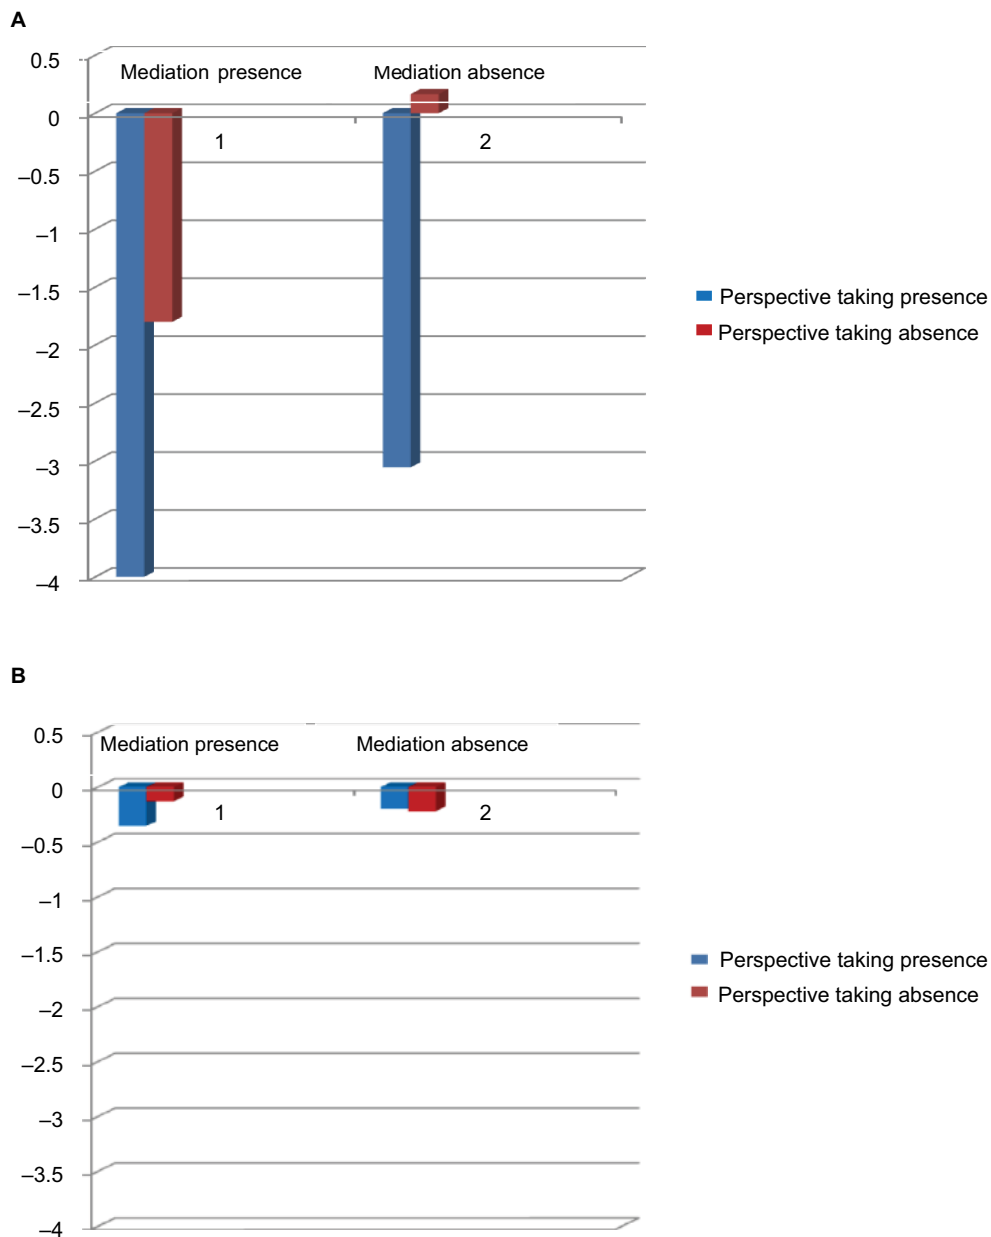 A
0.5
Mediation presence Mediation absence
0
1 2
–0.5
–1
–1.5
Perspective taking presence
Perspective taking absence
–2
–2.5
–3
–3.5
–4
B
0.5
Mediation presence Mediation absence
0
1 2
–0.5
–1
–1.5
Perspective taking presence
Perspective taking absence
–2
–2.5
–3
–3.5
–4